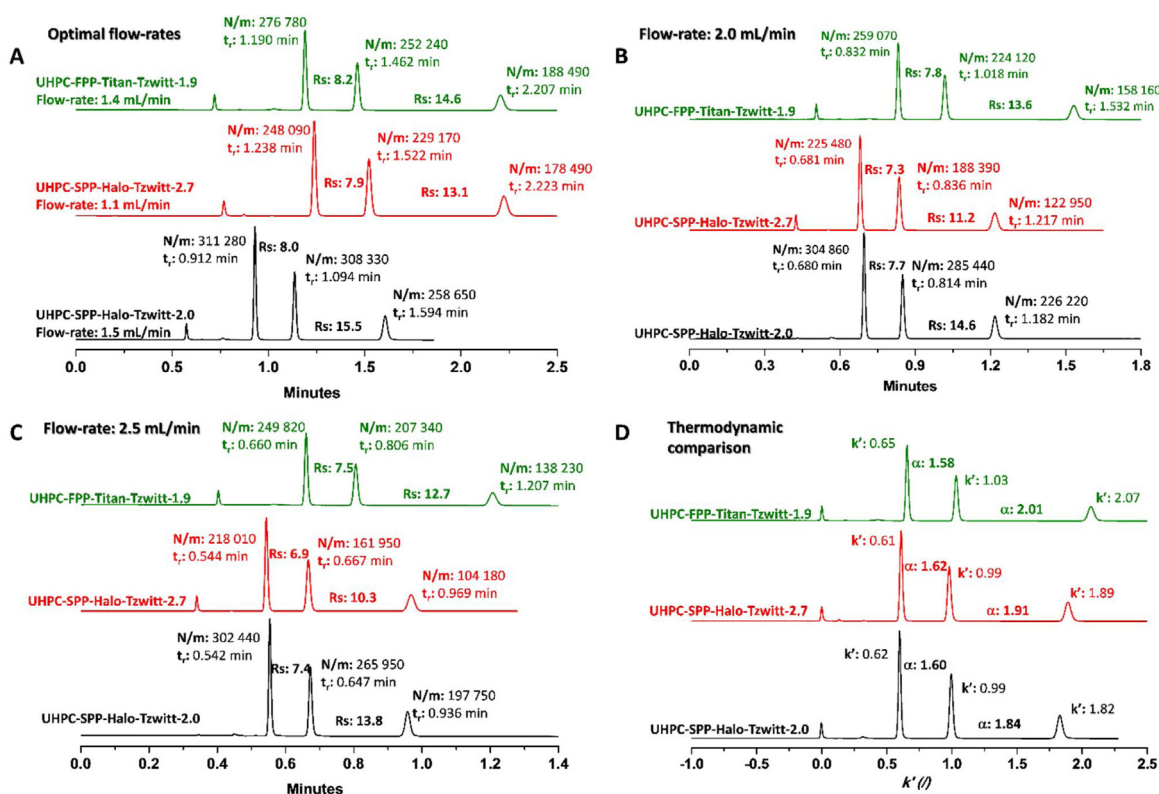 A
Optimal flow-rates
N/m: 276 780
tr: 1.190 min
N/m: 252 240
tr: 1.462 min
N/m: 188 490
tr: 2.207 min
Rs: 8.2
Rs: 14.6
UHPC-FPP-Titan-Tzwitt-1.9
Flow-rate: 1.4 mL/min
N/m: 248 090
tr: 1.238 min
N/m: 229 170
tr: 1.522 min
N/m: 178 490
tr: 2.223 min
Rs: 7.9
Rs: 13.1
UHPC-SPP-Halo-Tzwitt-2.7
Flow-rate: 1.1 mL/min
N/m: 311 280
tr: 0.912 min
Rs: 8.0
N/m: 308 330
tr: 1.094 min
N/m: 258 650
tr: 1.594 min
Rs: 15.5
UHPC-SPP-Halo-Tzwitt-2.0
Flow-rate: 1.5 mL/min
0.0 0.5 1.0 1.5 2.0 2.5
Minutes
B
Flow-rate: 2.0 mL/min
N/m: 259 070
tr: 0.832 min
N/m: 224 120
tr: 1.018 min
N/m: 158 160
tr: 1.532 min
Rs: 7.8
Rs: 13.6
UHPC-FPP-Titan-Tzwitt-1.9
N/m: 225 480
tr: 0.681 min
Rs: 7.3
N/m: 188 390
tr: 0.836 min
N/m: 122 950
tr: 1.217 min
Rs: 11.2
UHPC-SPP-Halo-Tzwitt-2.7
N/m: 304 860
tr: 0.680 min
Rs: 7.7
N/m: 285 440
tr: 0.814 min
N/m: 226 220
tr: 1.182 min
Rs: 14.6
UHPC-SPP-Halo-Tzwitt-2.0
0.0 0.3 0.6 0.9 1.2 1.5 1.8
Minutes
C
Flow-rate: 2.5 mL/min
N/m: 249 820
tr: 0.660 min
N/m: 207 340
tr: 0.806 min
N/m: 138 230
tr: 1.207 min
Rs: 7.5
Rs: 12.7
UHPC-FPP-Titan-Tzwitt-1.9
N/m: 218 010
tr: 0.544 min
Rs: 6.9
N/m: 161 950
tr: 0.667 min
N/m: 104 180
tr: 0.969 min
Rs: 10.3
UHPC-SPP-Halo-Tzwitt-2.7
N/m: 302 440
tr: 0.542 min
Rs: 7.4
N/m: 265 950
tr: 0.647 min
N/m: 197 750
tr: 0.936 min
Rs: 13.8
UHPC-SPP-Halo-Tzwitt-2.0
0.0 0.2 0.4 0.6 0.8 1.0 1.2 1.4
Minutes
D
Thermodynamic
comparison
k': 0.65
α: 1.58
k': 1.03
k': 2.07
α: 2.01
UHPC-FPP-Titan-Tzwitt-1.9
k': 0.61
α: 1.62
k': 0.99
k': 1.89
α: 1.91
UHPC-SPP-Halo-Tzwitt-2.7
k': 0.62
α: 1.60
k': 0.99
k': 1.82
α: 1.84
UHPC-SPP-Halo-Tzwitt-2.0
-1.0 -0.5 0.0 0.5 1.0 1.5 2.0 2.5
k' (/)